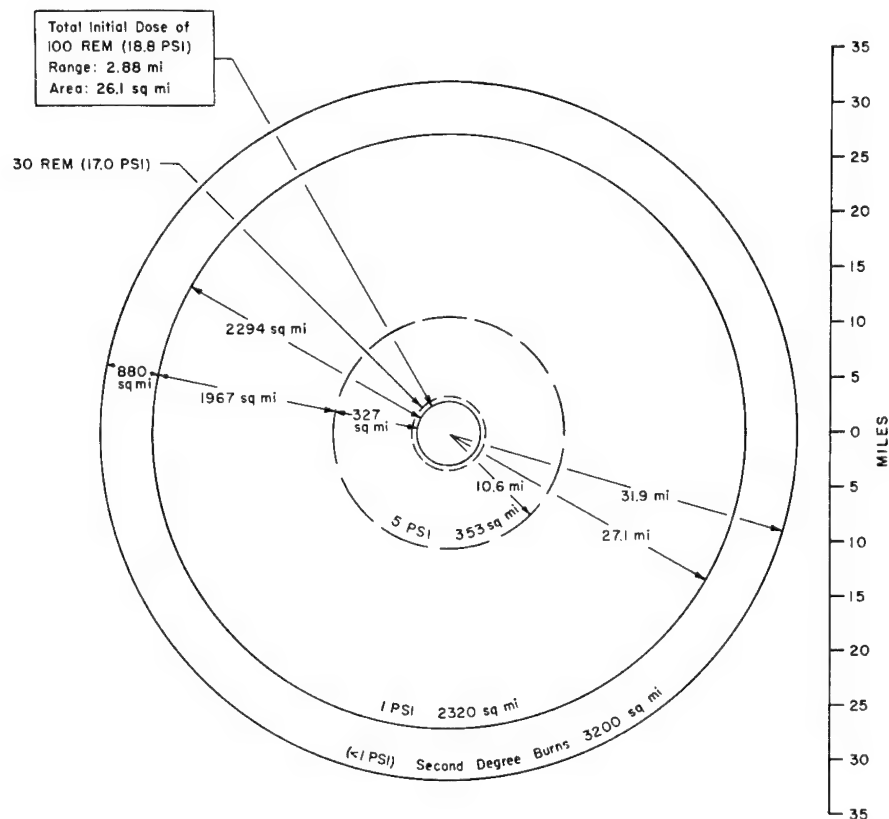 Total Initial Dose of
100 REM (18.8 PSI)
Range: 2.88 mi
Area: 26.1 sq mi
30 REM (17.0 PSI)
2294 sq mi
880
sq mi
1967 sq mi
327
sq mi
10.6 mi
31.9 mi
27.1 mi
5 PSI 353 sq mi
1 PSI 2320 sq mi
(<1 PSI) Second Degree Burns 3200 sq mi
35
30
25
20
15
10
5
0
5
10
15
20
25
30
35
MILES